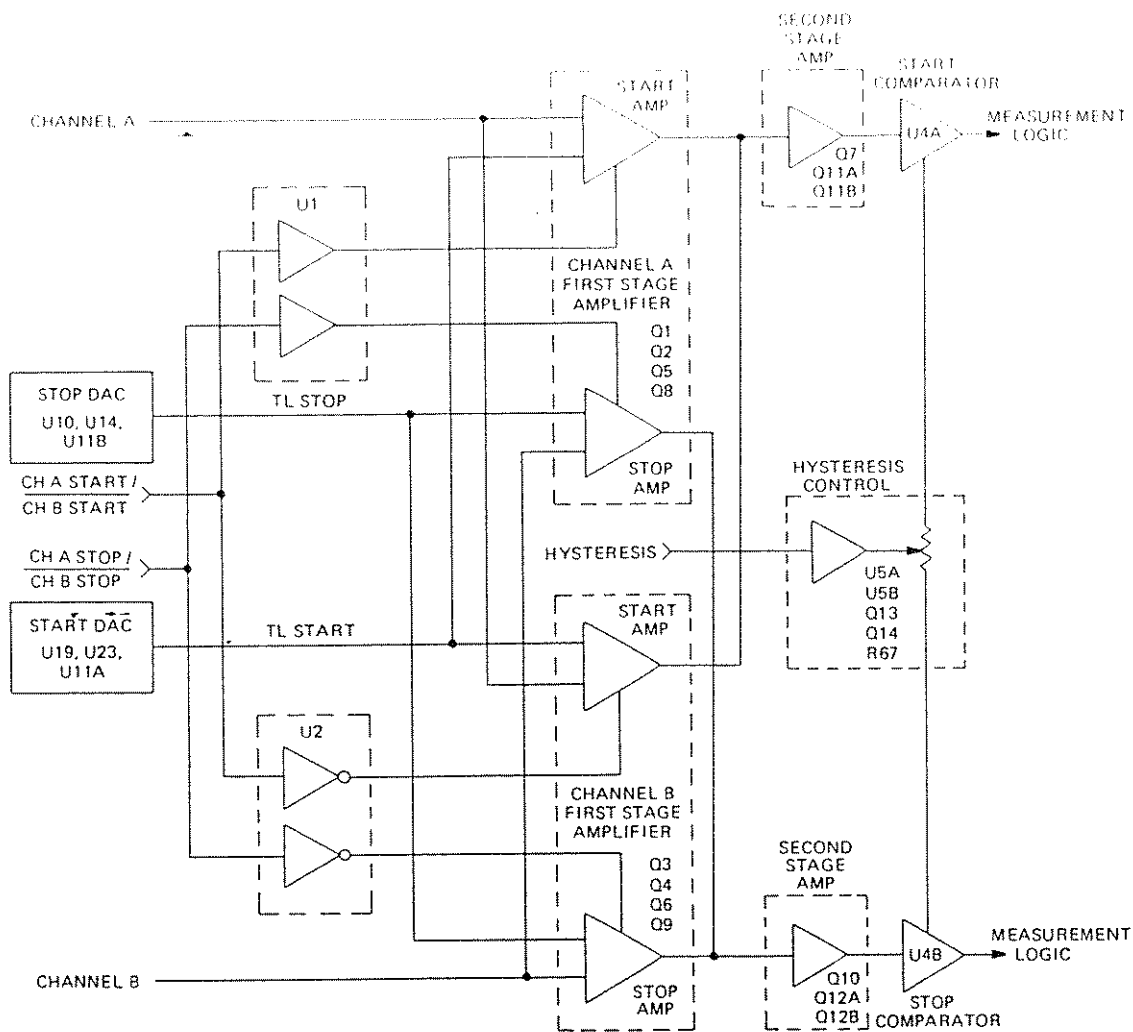 SECOND
STAGE
AMP
START
COMPARATOR
START
AMP
CHANNEL A
U4A
MEASUREMENT
LOGIC
Q7
Q11A
Q11B
U1
CHANNEL A
FIRST STAGE
AMPLIFIER
Q1
Q2
Q5
Q8
STOP DAC
U10, U14,
U11B
TL STOP
STOP
AMP
CH A START /
CH B START
HYSTERESIS
CONTROL
HYSTERESIS
CH A STOP /
CH B STOP
U5A
U5B
Q13
Q14
R67
START DAC
U19, U23,
U11A
TL START
START
AMP
U2
CHANNEL B
FIRST STAGE
AMPLIFIER
Q3
Q4
Q6
Q9
SECOND
STAGE
AMP
CHANNEL B
STOP
AMP
Q10
Q12A
Q12B
U4B
MEASUREMENT
LOGIC
STOP
COMPARATOR